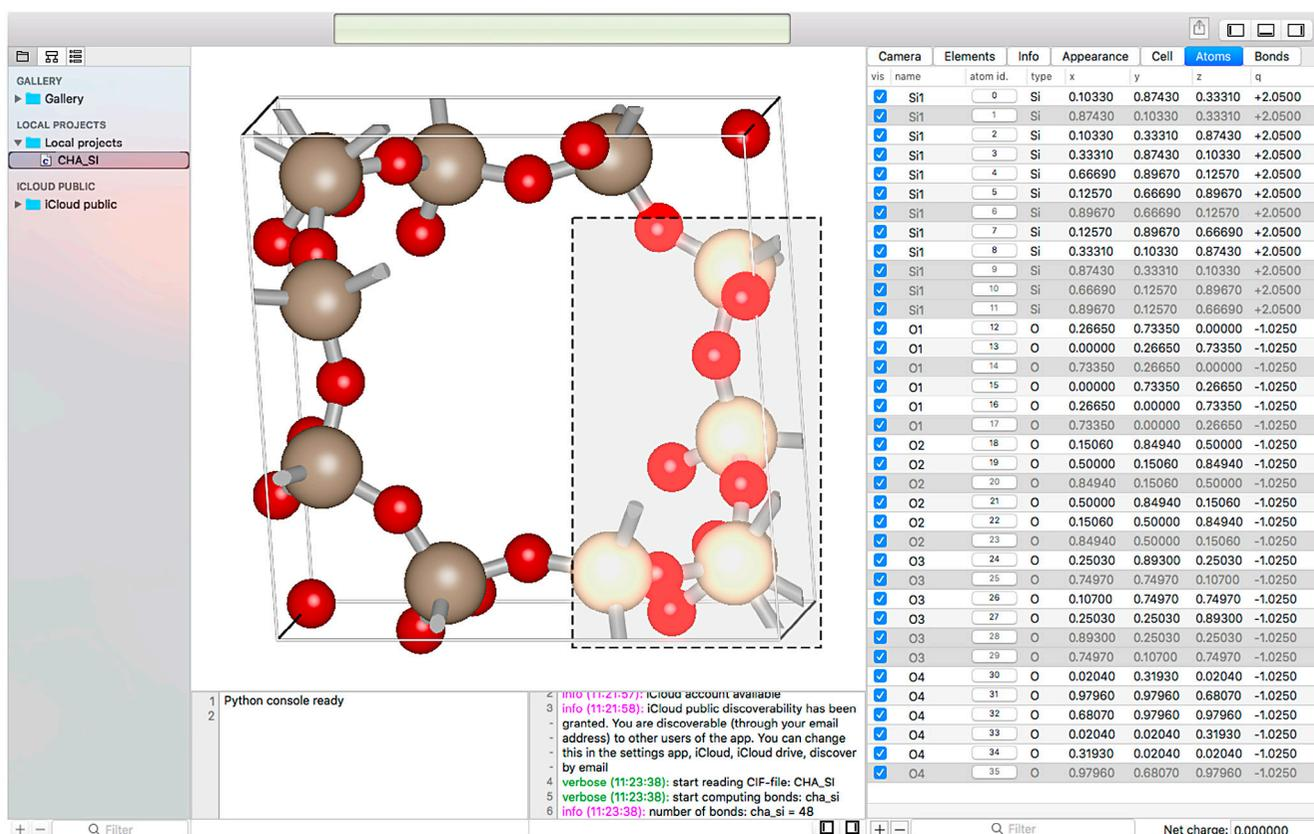 Camera Elements Info Appearance Cell Atoms Bonds
GALLERY
Gallery
LOCAL PROJECTS
Local projects
CHA_SI
ICLOUD PUBLIC
iCloud public
vis name atom id. type x y z q
Si1 0 Si 0.10330 0.87430 0.33310 +2.0500
Si1 1 Si 0.87430 0.10330 0.33310 +2.0500
Si1 2 Si 0.10330 0.33310 0.87430 +2.0500
Si1 3 Si 0.33310 0.87430 0.10330 +2.0500
Si1 4 Si 0.66690 0.89670 0.12570 +2.0500
Si1 5 Si 0.12570 0.66690 0.89670 +2.0500
Si1 6 Si 0.89670 0.66690 0.12570 +2.0500
Si1 7 Si 0.12570 0.89670 0.66690 +2.0500
Si1 8 Si 0.33310 0.10330 0.87430 +2.0500
Si1 9 Si 0.87430 0.33310 0.10330 +2.0500
Si1 10 Si 0.66690 0.12570 0.89670 +2.0500
Si1 11 Si 0.89670 0.12570 0.66690 +2.0500
O1 12 O 0.26650 0.73350 0.00000 -1.0250
O1 13 O 0.00000 0.26650 0.73350 -1.0250
O1 14 O 0.73350 0.26650 0.00000 -1.0250
O1 15 O 0.00000 0.73350 0.26650 -1.0250
O1 16 O 0.26650 0.00000 0.73350 -1.0250
O1 17 O 0.73350 0.00000 0.26650 -1.0250
O2 18 O 0.15060 0.84940 0.50000 -1.0250
O2 19 O 0.50000 0.15060 0.84940 -1.0250
O2 20 O 0.84940 0.15060 0.50000 -1.0250
O2 21 O 0.50000 0.84940 0.15060 -1.0250
O2 22 O 0.15060 0.50000 0.84940 -1.0250
O2 23 O 0.84940 0.50000 0.15060 -1.0250
O3 24 O 0.25030 0.89300 0.25030 -1.0250
O3 25 O 0.74970 0.74970 0.10700 -1.0250
O3 26 O 0.10700 0.74970 0.74970 -1.0250
O3 27 O 0.25030 0.25030 0.89300 -1.0250
O3 28 O 0.89300 0.25030 0.25030 -1.0250
O3 29 O 0.74970 0.10700 0.74970 -1.0250
O4 30 O 0.02040 0.31930 0.02040 -1.0250
O4 31 O 0.97960 0.97960 0.68070 -1.0250
O4 32 O 0.68070 0.97960 0.97960 -1.0250
O4 33 O 0.02040 0.02040 0.31930 -1.0250
O4 34 O 0.31930 0.02040 0.02040 -1.0250
O4 35 O 0.97960 0.68070 0.97960 -1.0250
1 Python console ready
2
2 info (11:21:57): iCloud account available
3 info (11:21:58): iCloud public discoverability has been
- granted. You are discoverable (through your email
- address) to other users of the app. You can change
- this in the settings app, iCloud, iCloud drive, discover
- by email
4 verbose (11:23:38): start reading CIF-file: CHA_SI
5 verbose (11:23:38): start computing bonds: cha_si
6 info (11:23:38): number of bonds: cha_si = 48
+ − Filter
+ − Filter
Net charge: 0.000000